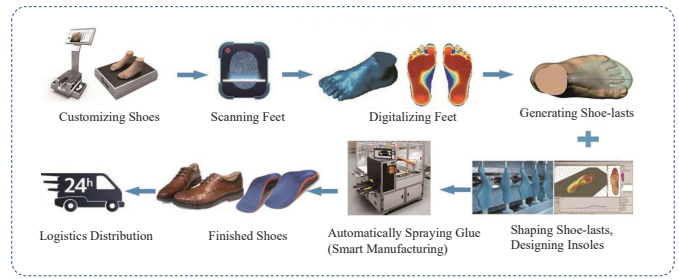 Customizing Shoes
Scanning Feet
Digitalizing Feet
Generating Shoe-lasts
24h
Logistics Distribution
Finished Shoes
Automatically Spraying Glue
(Smart Manufacturing)
Shaping Shoe-lasts,
Designing Insoles